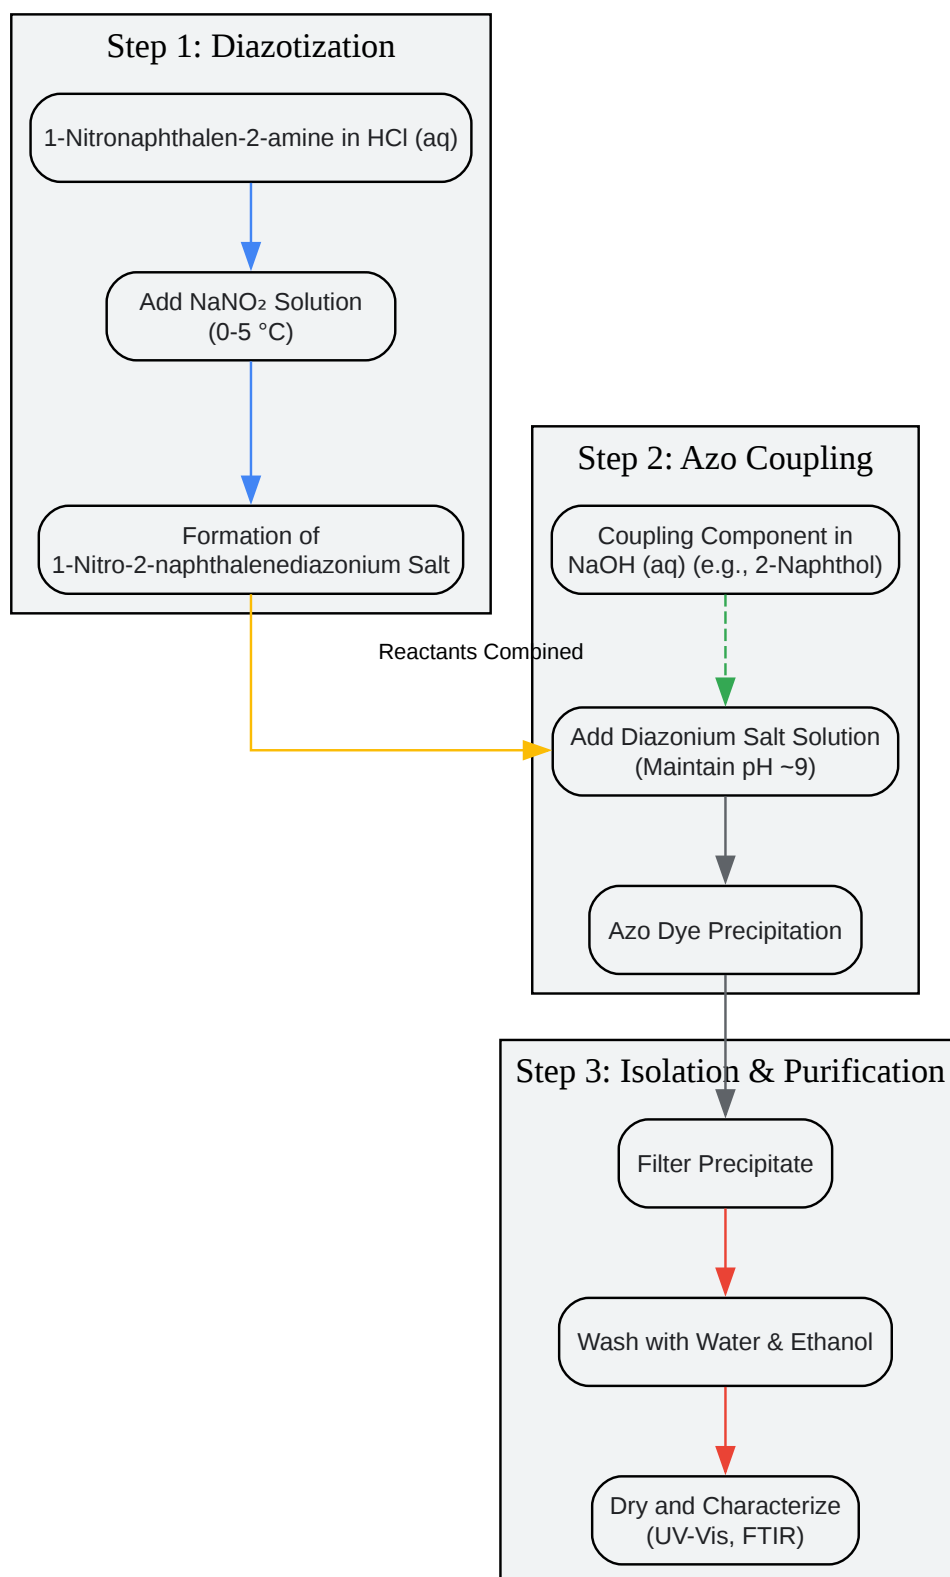 Step 1: Diazotization
1-Nitronaphthalen-2-amine in HCl (aq)
Add NaNO₂ Solution
(0-5 °C)
Formation of
1-Nitro-2-naphthalenediazonium Salt
Step 2: Azo Coupling
Coupling Component in
NaOH (aq) (e.g., 2-Naphthol)
Reactants Combined
Add Diazonium Salt Solution
(Maintain pH ~9)
Azo Dye Precipitation
Step 3: Isolation & Purification
Filter Precipitate
Wash with Water & Ethanol
Dry and Characterize
(UV-Vis, FTIR)